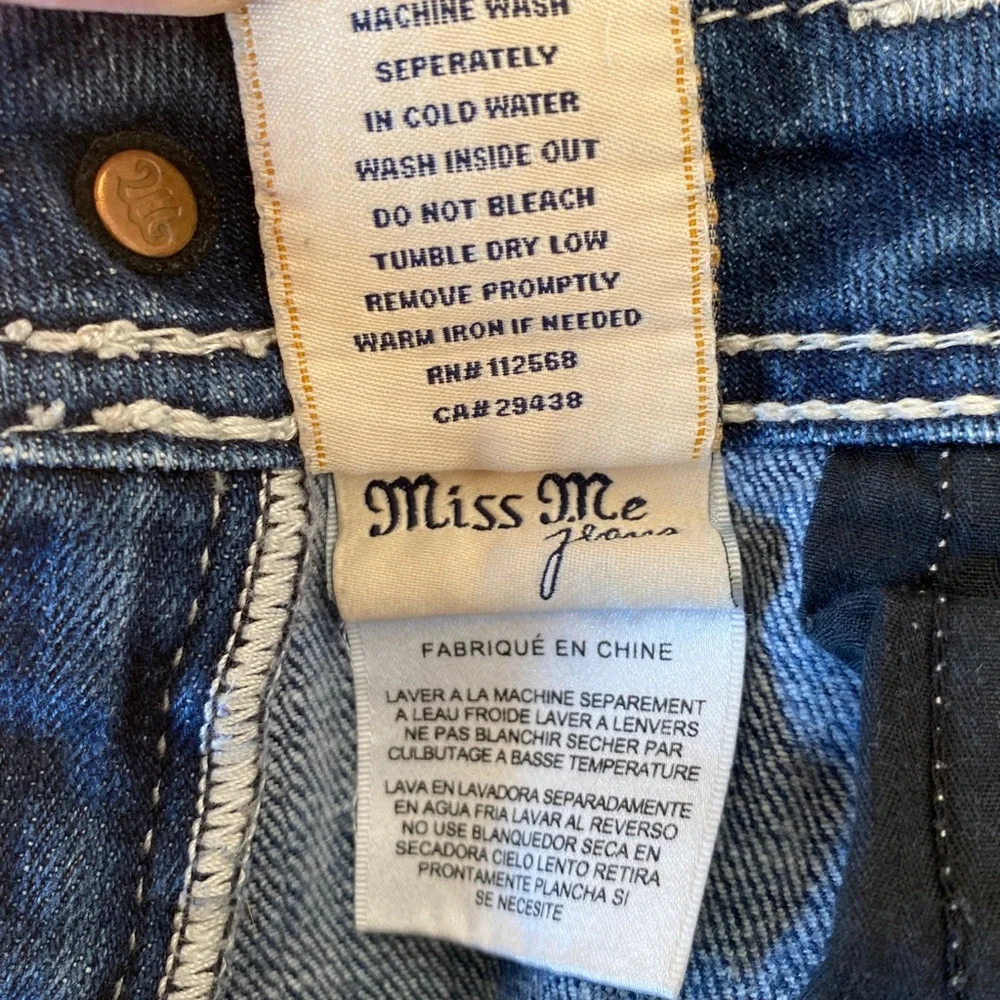 MACHINE WASH
SEPERATELY
IN COLD WATER
WASH INSIDE OUT
DO NOT BLEACH
TUMBLE DRY LOW
REMOVE PROMPTLY
WARM IRON IF NEEDED
RN# 112568
CA# 29438
Miss Me
jeans
FABRIQUÉ EN CHINE
LAVER A LA MACHINE SEPAREMENT
A LEAU FROIDE LAVER A LENVERS
NE PAS BLANCHIR SECHER PAR
CULBUTAGE A BASSE TEMPERATURE
LAVA EN LAVADORA SEPARADAMENTE
EN AGUA FRIA LAVAR AL REVERSO
NO USE BLANQUEDOR SECA EN
SECADORA CIELO LENTO RETIRA
PRONTAMENTE PLANCHA SI
SE NECESITE